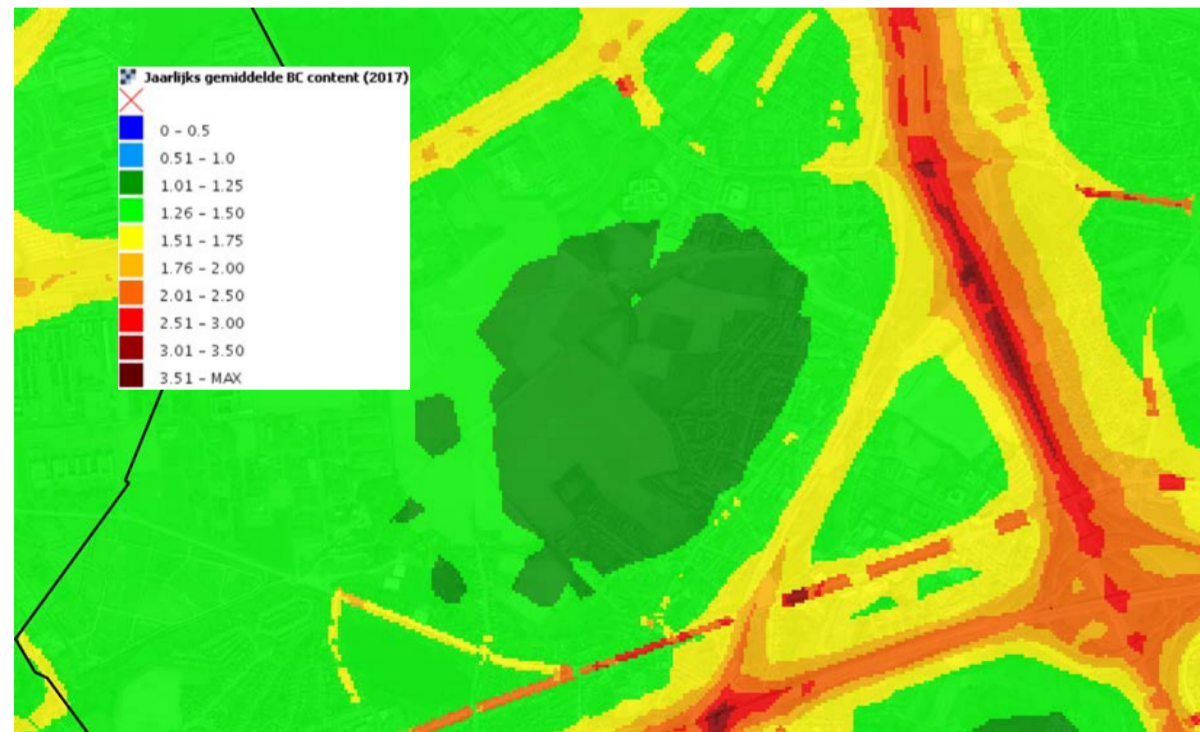 Jaarlijks gemiddelde BC content (2017)
0 - 0.5
0.51 - 1.0
1.01 - 1.25
1.26 - 1.50
1.51 - 1.75
1.76 - 2.00
2.01 - 2.50
2.51 - 3.00
3.01 - 3.50
3.51 - MAX